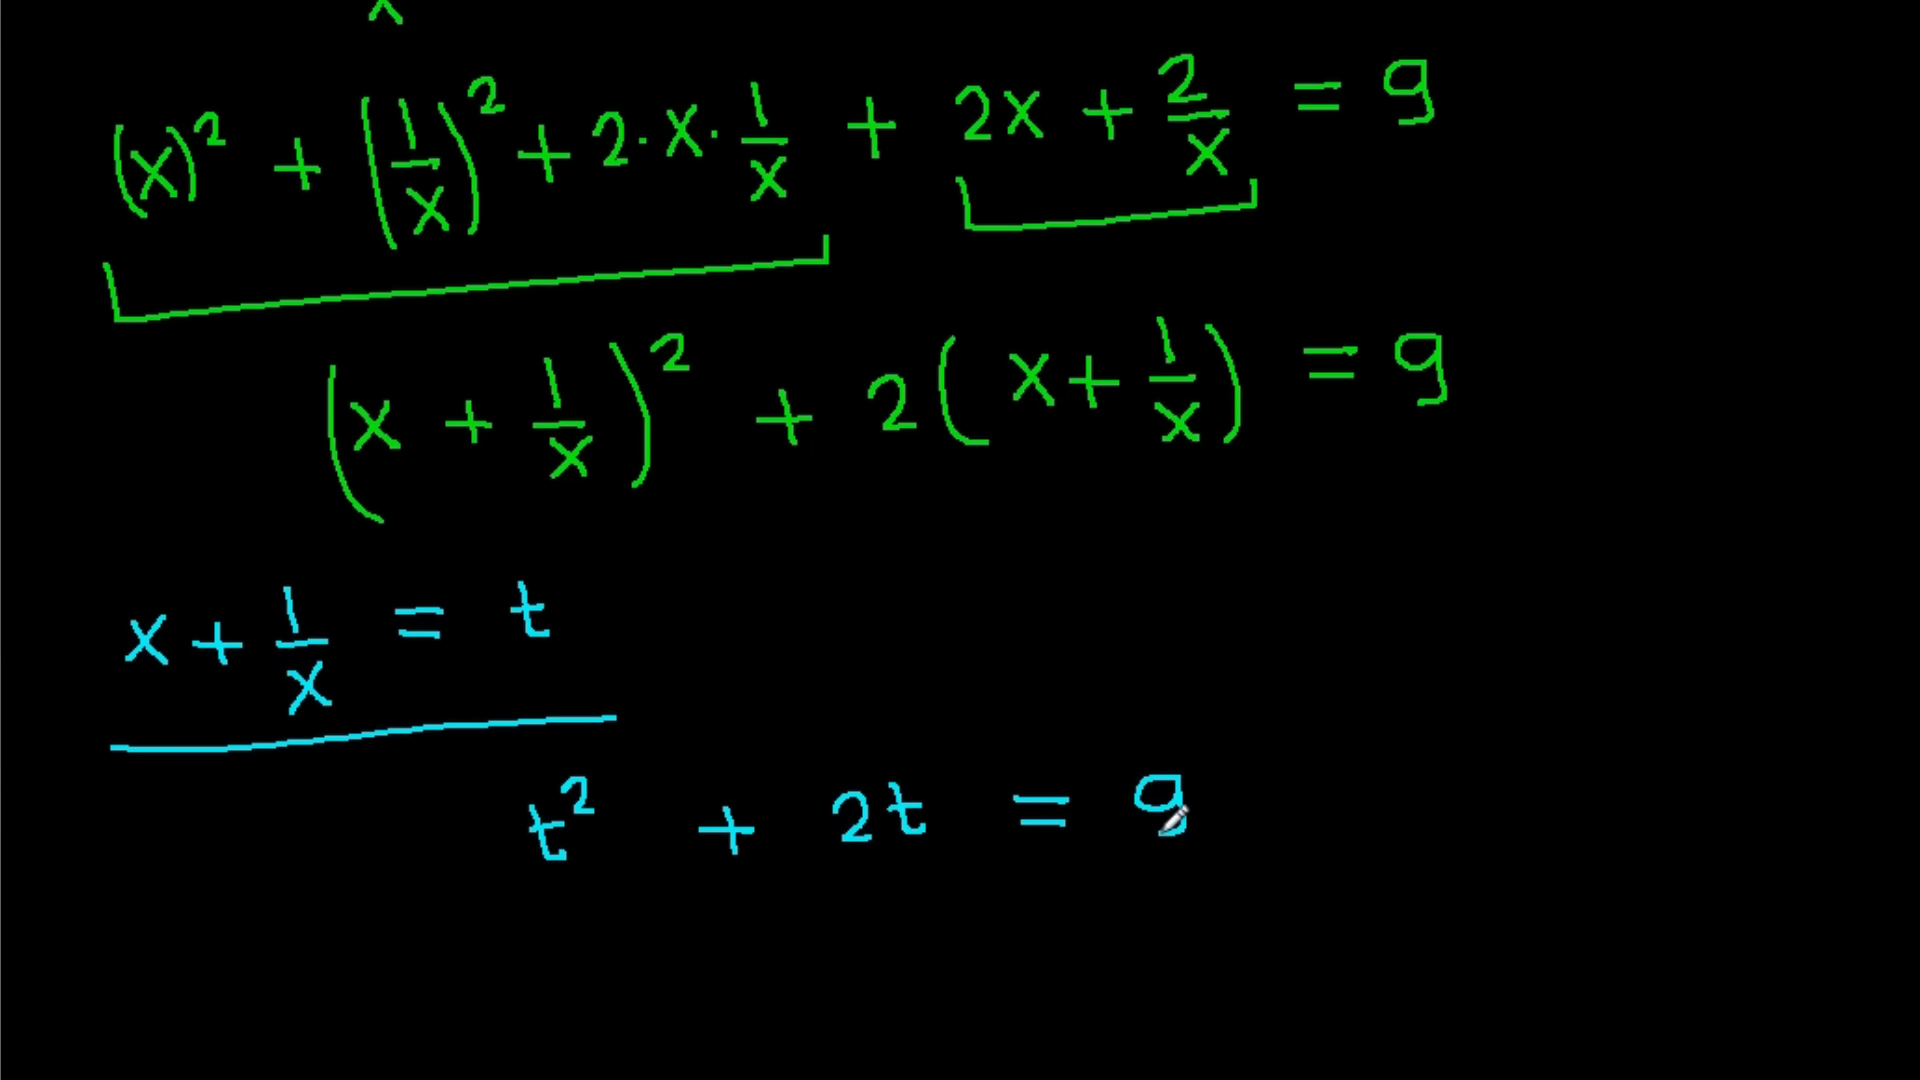 x
(x)² + (1/x)² + 2·x·1/x + 2x + 2/x = 9
(x + 1/x)² + 2(x + 1/x) = 9
x + 1/x = t
t² + 2t = 9